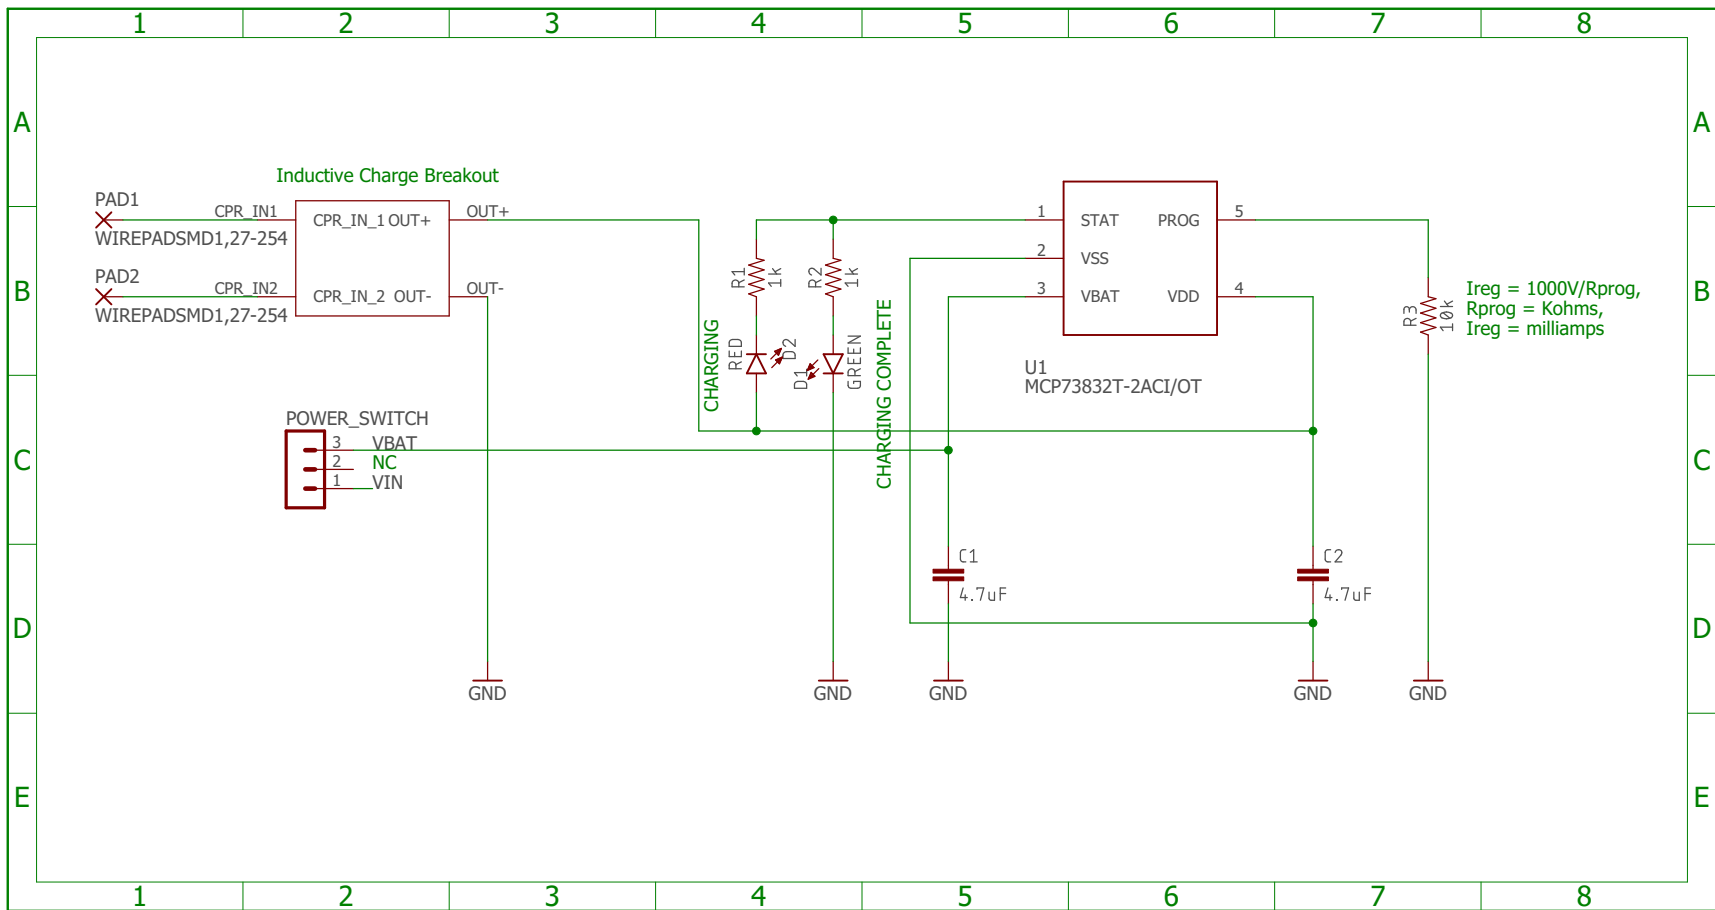 1 2 3 4 5 6 7 8
A A
Inductive Charge Breakout
PAD1
WIREPADSMD1,27-254
CPR_IN1
CPR_IN_1 OUT+
OUT+
PAD2
WIREPADSMD1,27-254
CPR_IN2
CPR_IN_2 OUT-
OUT-
B B
R1
1k
R2
1k
CHARGING
RED
D2
D1
GREEN
CHARGING COMPLETE
1 STAT PROG 5
2 VSS
3 VBAT VDD 4
U1
MCP73832T-2ACI/OT
R3
10k
Ireg = 1000V/Rprog,
Rprog = Kohms,
Ireg = milliamps
C C
POWER_SWITCH
3 VBAT
2 NC
1 VIN
C1
4.7uF
C2
4.7uF
D D
GND GND GND GND GND
E E
1 2 3 4 5 6 7 8